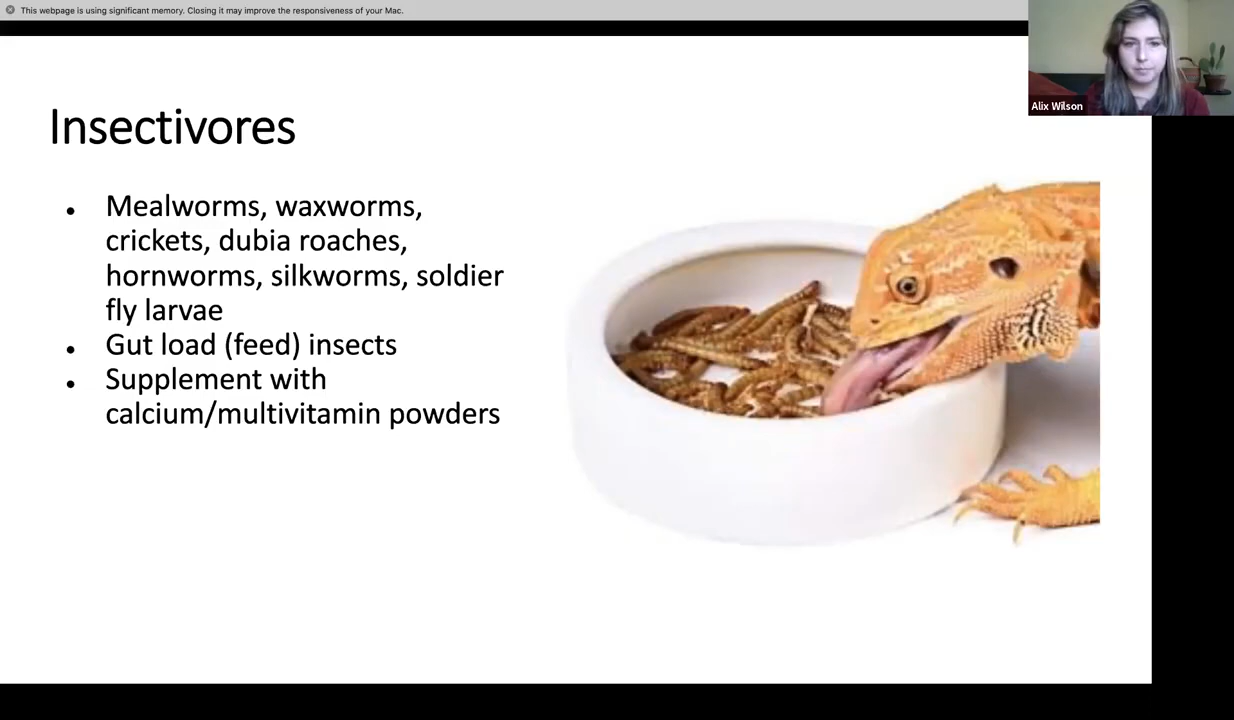 This webpage is using significant memory. Closing it may improve the responsiveness of your Mac.
Alix Wilson
Insectivores
• Mealworms, waxworms,
crickets, dubia roaches,
hornworms, silkworms, soldier
fly larvae
• Gut load (feed) insects
• Supplement with
calcium/multivitamin powders